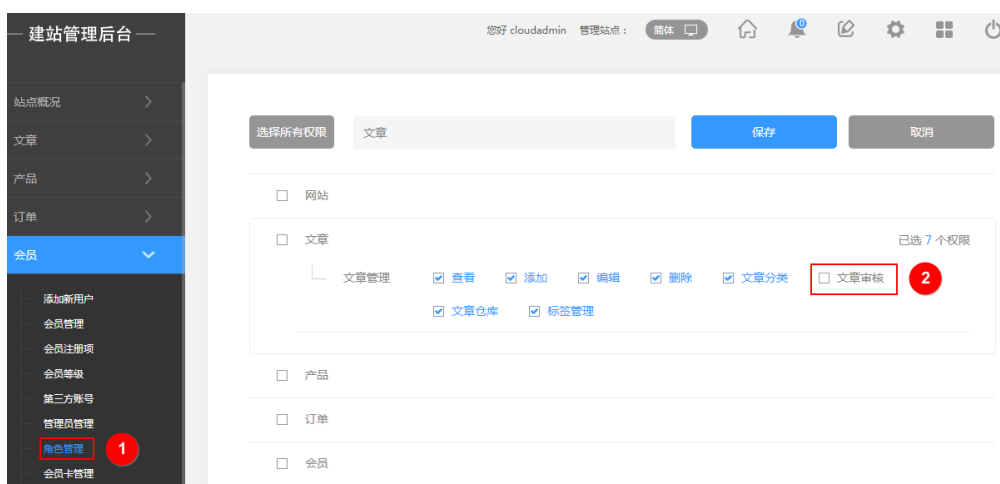 — 建站管理后台 —
您好 cloudadmin 管理站点： 简体
0
站点概况
文章
产品
订单
会员
添加新用户
会员管理
会员注册项
会员等级
第三方账号
管理员管理
角色管理 1
会员卡管理
选择所有权限 文章 保存 取消
网站
文章 已选 7 个权限
文章管理 查看 添加 编辑 删除 文章分类 文章审核 2
文章仓库 标签管理
产品
订单
会员